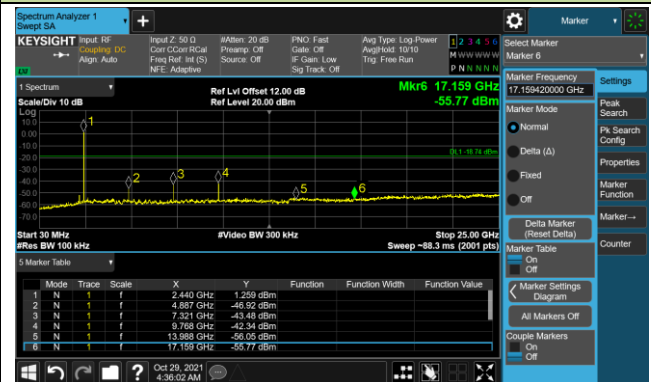 Spectrum Analyzer 1
Swept SA
Marker
KEYSIGHT
Input: RF
Coupling: DC
Align: Auto
Input Z: 50 Ω
Corr CCorr RCal
Freq Ref: Int (S)
NFE: Adaptive
#Atten: 20 dB
Preamp: Off
Source: Off
PNO: Fast
Gate: Off
IF Gain: Low
Sig Track: Off
Avg Type: Log-Power
Avg|Hold: 10/10
Trig: Free Run
1 2 3 4 5 6
M W W W W W
P N N N N N
LXI
Select Marker
Marker 6
1 Spectrum
Scale/Div 10 dB
Log
Ref Lvl Offset 12.00 dB
Ref Level 20.00 dBm
Mkr6 17.159 GHz
-55.77 dBm
10.0
0.00
-10.0
-20.0
-30.0
-40.0
-50.0
-60.0
-70.0
1
2
3
4
5
6
DL1 -18.74 dBm
Start 30 MHz
#Res BW 100 kHz
#Video BW 300 kHz
Stop 25.00 GHz
Sweep ~88.3 ms (2001 pts)
5 Marker Table
Mode Trace Scale X Y Function Function Width Function Value
1 N 1 f 2.440 GHz 1.259 dBm
2 N 1 f 4.887 GHz -46.92 dBm
3 N 1 f 7.321 GHz -43.48 dBm
4 N 1 f 9.768 GHz -42.34 dBm
5 N 1 f 13.988 GHz -56.05 dBm
6 N 1 f 17.159 GHz -55.77 dBm
Marker Frequency
17.159420000 GHz
Marker Mode
Normal
Delta (Δ)
Fixed
Off
Delta Marker
(Reset Delta)
Marker Table
On
Off
Marker Settings
Diagram
All Markers Off
Couple Markers
On
Off
Settings
Peak
Search
Pk Search
Config
Properties
Marker
Function
Marker→
Counter
?
Oct 29, 2021
4:36:02 AM